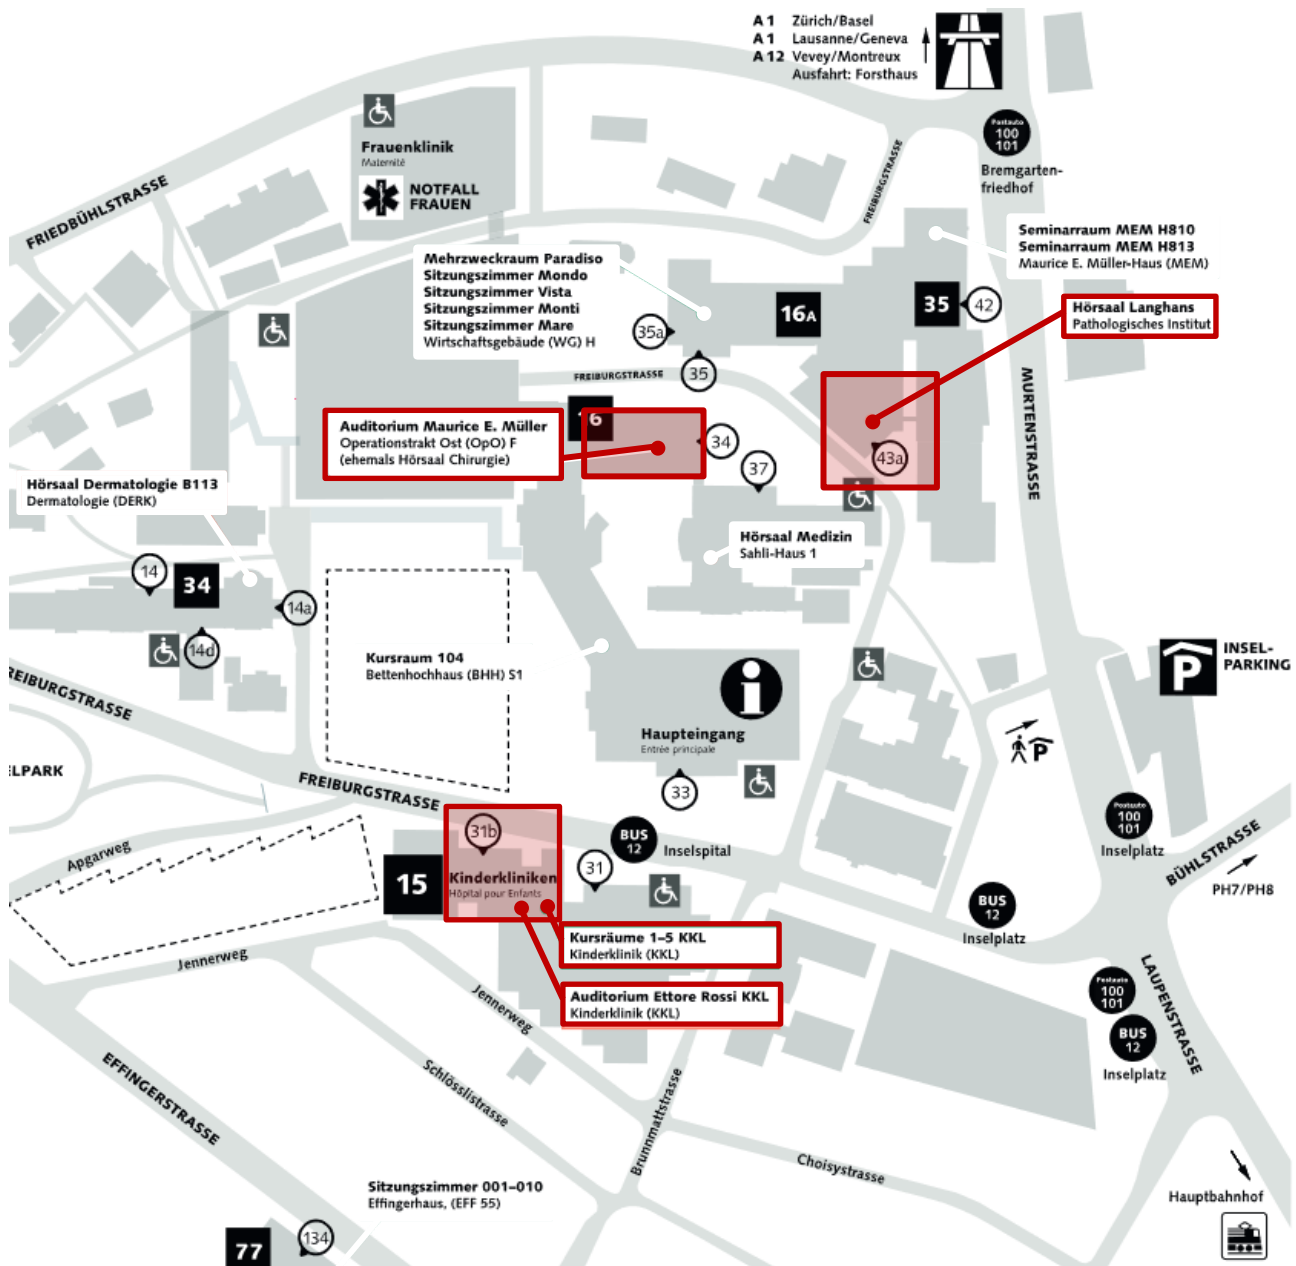 A 1 Zürich/Basel
A 1 Lausanne/Geneva
A 12 Vevey/Montreux
Ausfahrt: Forsthaus
Postauto
100
101
Bremgarten-
friedhof
Frauenklinik
Maternité
NOTFALL
FRAUEN
FRIEDBÜHLSTRASSE
FREIBURGSTRASSE
Seminarraum MEM H810
Seminarraum MEM H813
Maurice E. Müller-Haus (MEM)
Mehrzweckraum Paradiso
Sitzungszimmer Mondo
Sitzungszimmer Vista
Sitzungszimmer Monti
Sitzungszimmer Mare
Wirtschaftsgebäude (WG) H
35a
16A
35
42
Hörsaal Langhans
Pathologisches Institut
FREIBURGSTRASSE
35
MURTENSTRASSE
16
Auditorium Maurice E. Müller
Operationstrakt Ost (OpO) F
(ehemals Hörsaal Chirurgie)
34
37
43a
Hörsaal Dermatologie B113
Dermatologie (DERK)
Hörsaal Medizin
Sahli-Haus 1
14
34
14a
14d
Kursraum 104
Bettenhochhaus (BHH) S1
INSEL-
PARKING
P
REIBURGSTRASSE
i
Haupteingang
Entrée principale
P
ELPARK
FREIBURGSTRASSE
33
Postauto
100
101
Inselplatz
BÜHLSTRASSE
PH7/PH8
Apgarweg
31b
BUS
12
Inselspital
15
Kinderkliniken
Hôpital pour Enfants
31
BUS
12
Inselplatz
Kursräume 1–5 KKL
Kinderklinik (KKL)
Jennerweg
Auditorium Ettore Rossi KKL
Kinderklinik (KKL)
Jennerweg
Postauto
100
101
BUS
12
Inselplatz
LAUPENSTRASSE
EFFINGERSTRASSE
Schlösslistrasse
Brunnmattstrasse
Choisystrasse
Sitzungszimmer 001–010
Effingerhaus, (EFF 55)
Hauptbahnhof
77
134